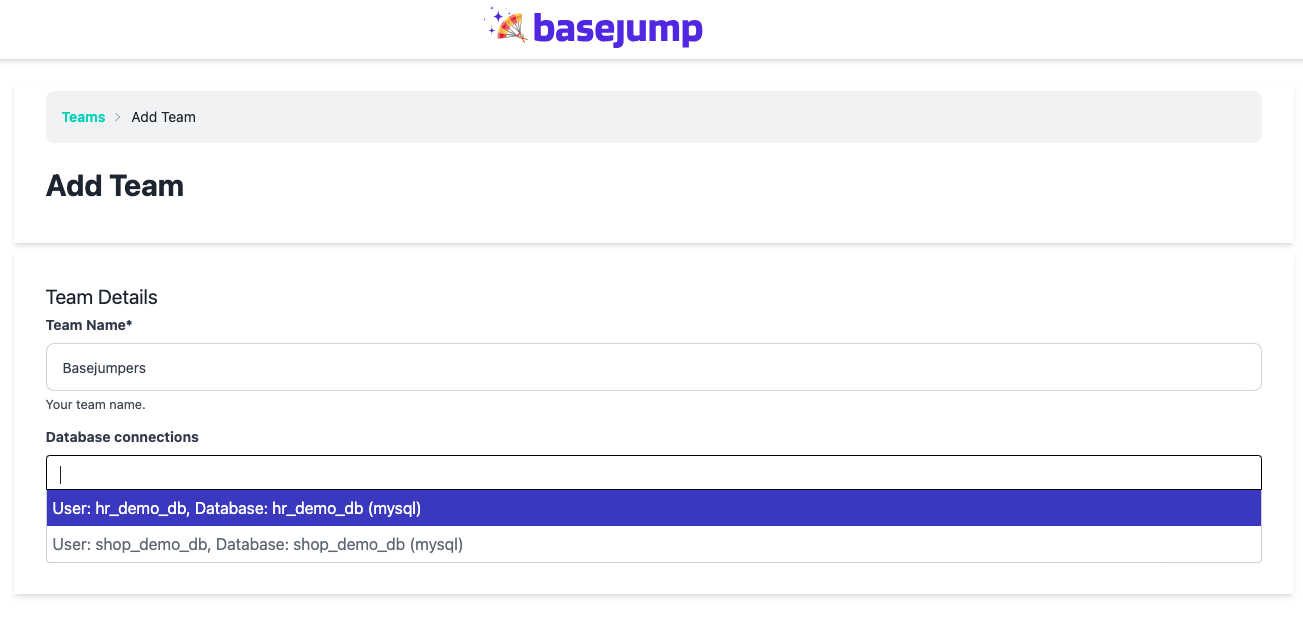 basejump
Teams > Add Team
Add Team
Team Details
Team Name*
Basejumpers
Your team name.
Database connections
User: hr_demo_db, Database: hr_demo_db (mysql)
User: shop_demo_db, Database: shop_demo_db (mysql)